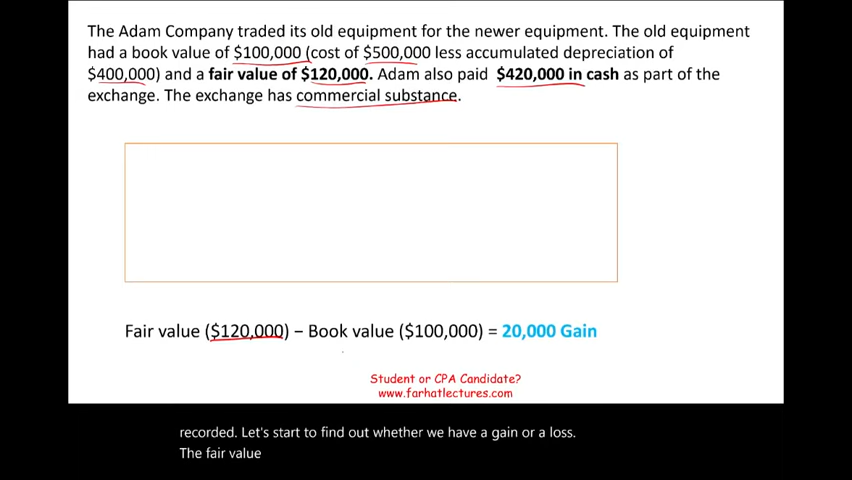 The Adam Company traded its old equipment for the newer equipment. The old equipment
had a book value of $100,000 (cost of $500,000 less accumulated depreciation of
$400,000) and a fair value of $120,000. Adam also paid $420,000 in cash as part of the
exchange. The exchange has commercial substance.
Fair value ($120,000) − Book value ($100,000) = 20,000 Gain
Student or CPA Candidate?
www.farhatlectures.com
recorded. Let's start to find out whether we have a gain or a loss.
The fair value